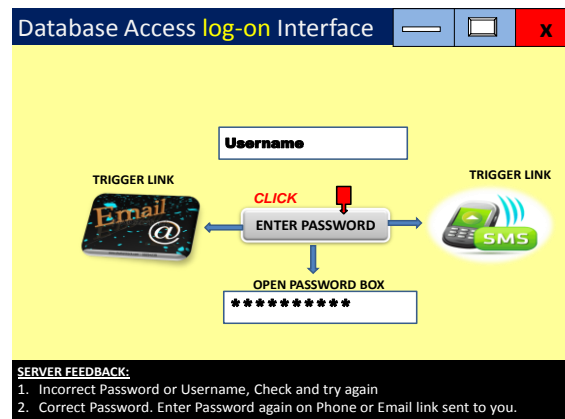 Database Access log-on Interface
X
Username
TRIGGER LINK
TRIGGER LINK
Email
@
CLICK
ENTER PASSWORD
SMS
OPEN PASSWORD BOX
**********
SERVER FEEDBACK:
1. Incorrect Password or Username, Check and try again
2. Correct Password. Enter Password again on Phone or Email link sent to you.